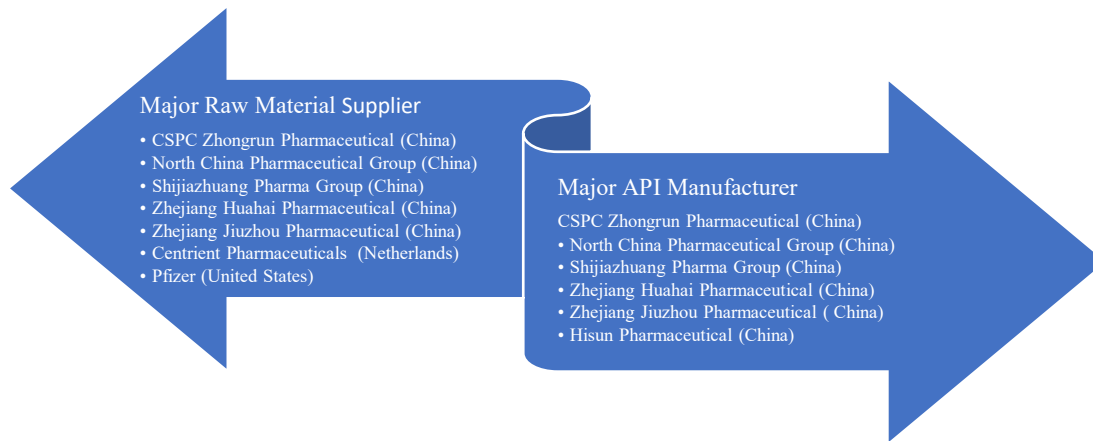 Major Raw Material Supplier
• CSPC Zhongrun Pharmaceutical (China)
• North China Pharmaceutical Group (China)
• Shijiazhuang Pharma Group (China)
• Zhejiang Huahai Pharmaceutical (China)
• Zhejiang Jiuzhou Pharmaceutical (China)
• Centrient Pharmaceuticals (Netherlands)
• Pfizer (United States)
Major API Manufacturer
CSPC Zhongrun Pharmaceutical (China)
• North China Pharmaceutical Group (China)
• Shijiazhuang Pharma Group (China)
• Zhejiang Huahai Pharmaceutical (China)
• Zhejiang Jiuzhou Pharmaceutical ( China)
• Hisun Pharmaceutical (China)